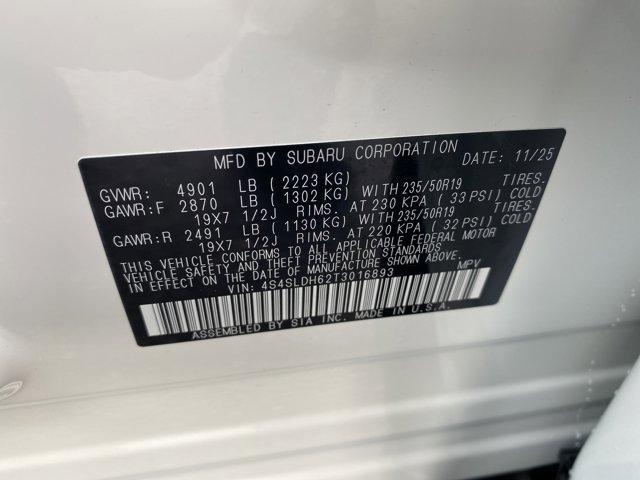 MFD BY SUBARU CORPORATION DATE: 11/25
GVWR: 4901 LB (2223 KG)
GAWR:F 2870 LB (1302 KG) WITH 235/50R19 TIRES.
19X7 1/2J RIMS. AT 230 KPA (33 PSI) COLD
GAWR:R 2491 LB (1130 KG) WITH 235/50R19 TIRES.
19X7 1/2J RIMS. AT 220 KPA (32 PSI) COLD
THIS VEHICLE CONFORMS TO ALL APPLICABLE FEDERAL MOTOR
VEHICLE SAFETY AND THEFT PREVENTION STANDARDS
IN EFFECT ON THE DATE OF MANUFACTURE SHOWN ABOVE.
VIN: 4S4SLDH62T3016893 MPV
ASSEMBLED BY SIA INC. MADE IN U.S.A.